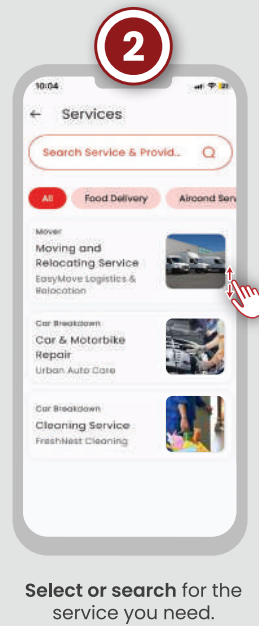 2
10:04
Services
Search Service & Provid...
All Food Delivery Aircond Serv
Mover
Moving and
Relocating Service
EasyMove Logistics &
Relocation
Car Breakdown
Car & Motorbike
Repair
Urban Auto Care
Car Breakdown
Cleaning Service
FreshNest Cleaning
Select or search for the
service you need.